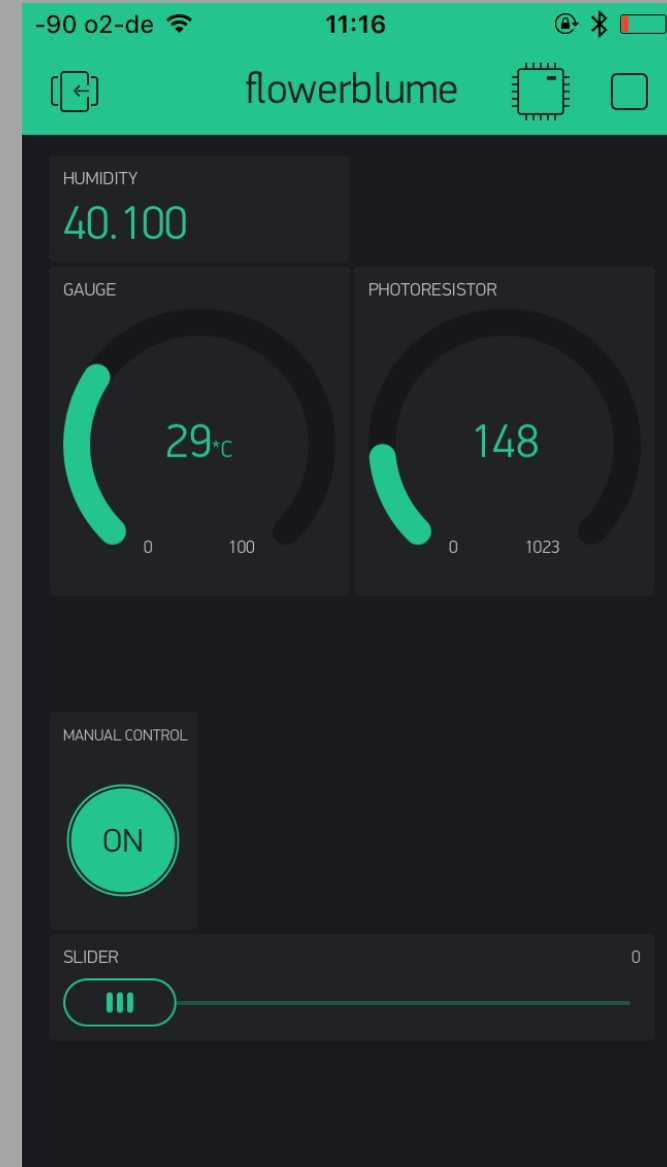 -90 o2-de 11:16
flowerblume
HUMIDITY
40.100
GAUGE
29*C
0 100
PHOTORESISTOR
148
0 1023
MANUAL CONTROL
ON
SLIDER 0